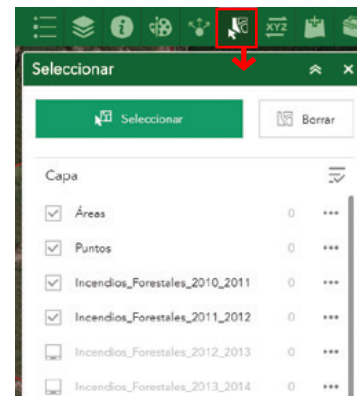 XYZ
Seleccionar
Seleccionar
Borrar
Capa
Áreas 0
Puntos 0
Incendios_Forestales_2010_2011 0
Incendios_Forestales_2011_2012 0
Incendios_Forestales_2012_2013 0
Incendios_Forestales_2013_2014 0